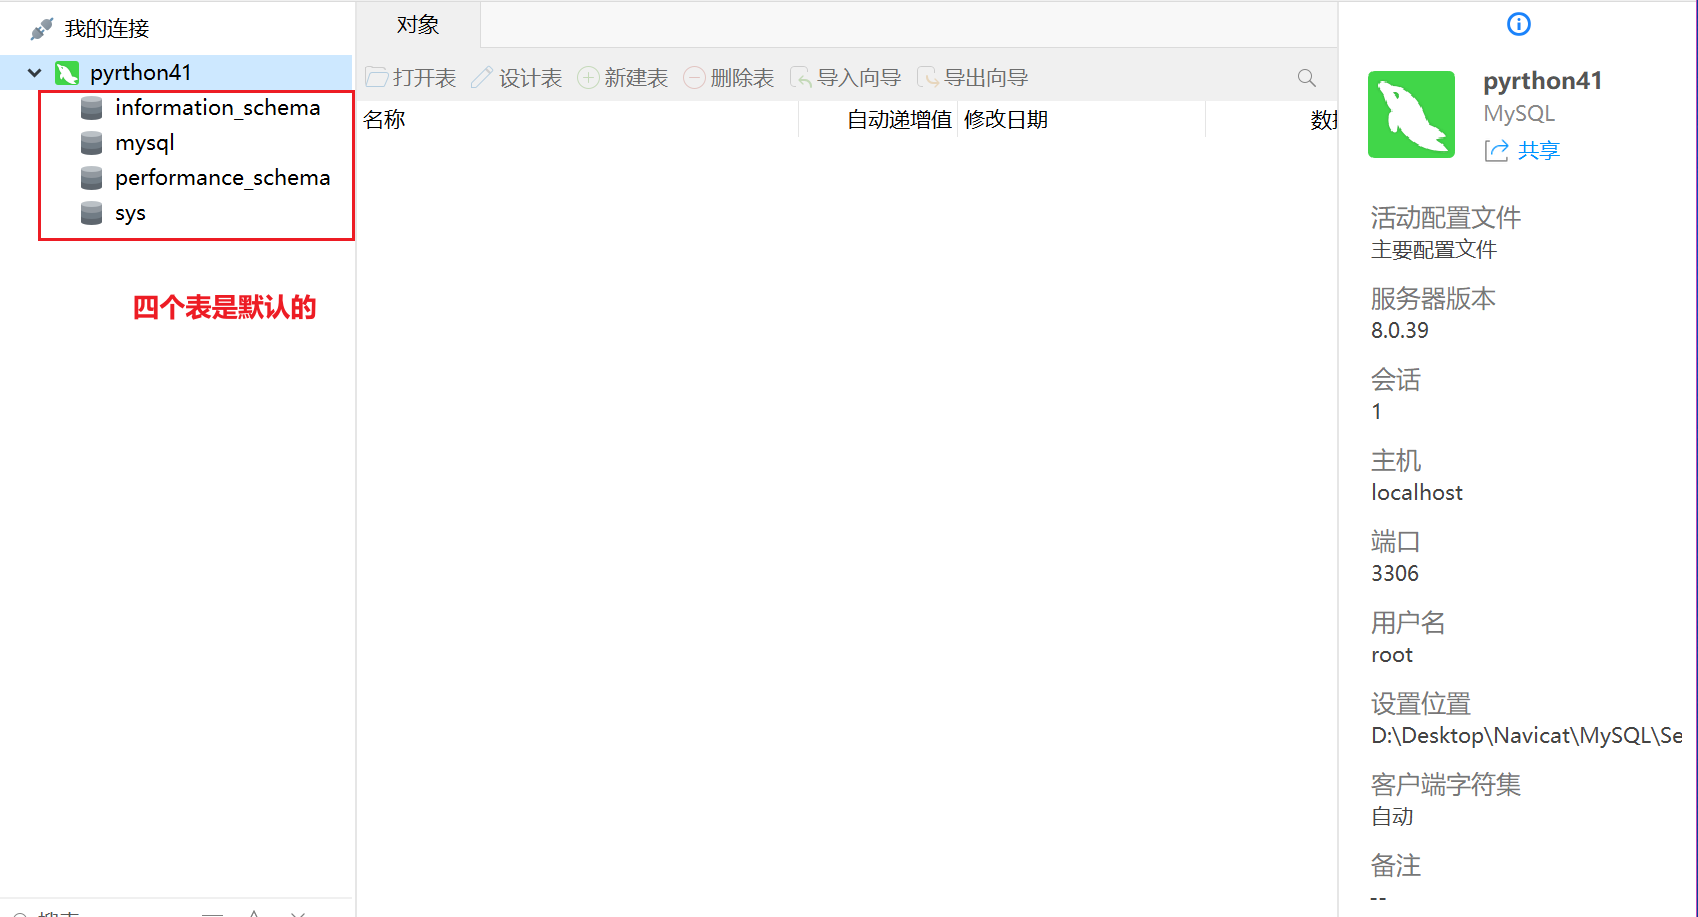 我的连接
pyrthon41
information_schema
mysql
performance_schema
sys
四个表是默认的
对象
打开表 设计表 新建表 删除表 导入向导 导出向导
名称 自动递增值 修改日期 数据
pyrthon41
MySQL
共享
活动配置文件
主要配置文件
服务器版本
8.0.39
会话
1
主机
localhost
端口
3306
用户名
root
设置位置
D:\Desktop\Navicat\MySQL\Se
客户端字符集
自动
备注
--